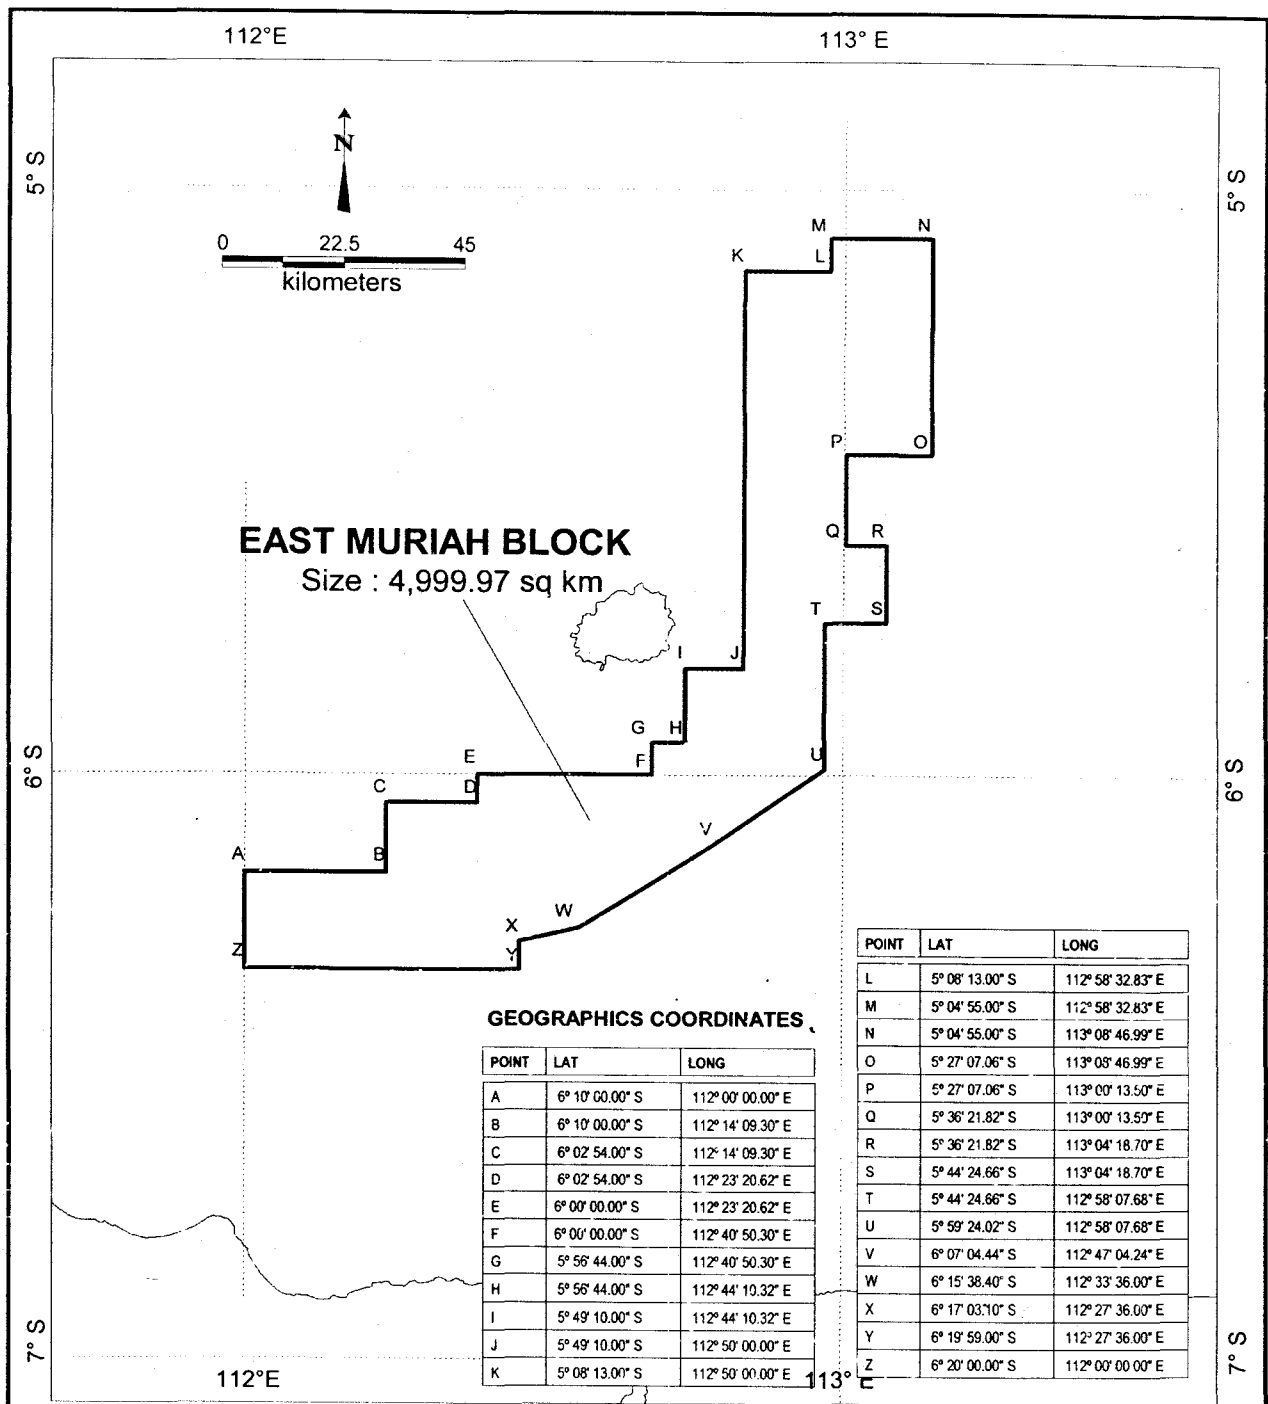 112°E 113° E
5° S 5° S
N
0 22.5 45
kilometers
M N
K L
P O
Q R
EAST MURIAH BLOCK
Size : 4,999.97 sq km
T S
I J
G H
E F U
6° S 6° S
C D
V
A B
W
X
Z Y
GEOGRAPHICS COORDINATES
POINT LAT LONG
A 6° 10' 00.00" S 112° 00' 00.00" E
B 6° 10' 00.00" S 112° 14' 09.30" E
C 6° 02' 54.00" S 112° 14' 09.30" E
D 6° 02' 54.00" S 112° 23' 20.62" E
E 6° 00' 00.00" S 112° 23' 20.62" E
F 6° 00' 00.00" S 112° 40' 50.30" E
G 5° 56' 44.00" S 112° 40' 50.30" E
H 5° 56' 44.00" S 112° 44' 10.32" E
I 5° 49' 10.00" S 112° 44' 10.32" E
J 5° 49' 10.00" S 112° 50' 00.00" E
K 5° 08' 13.00" S 112° 50' 00.00" E
POINT LAT LONG
L 5° 08' 13.00" S 112° 58' 32.83" E
M 5° 04' 55.00" S 112° 58' 32.83" E
N 5° 04' 55.00" S 113° 08' 46.99" E
O 5° 27' 07.06" S 113° 08' 46.99" E
P 5° 27' 07.06" S 113° 00' 13.50" E
Q 5° 36' 21.82" S 113° 00' 13.50" E
R 5° 36' 21.82" S 113° 04' 18.70" E
S 5° 44' 24.66" S 113° 04' 18.70" E
T 5° 44' 24.66" S 112° 58' 07.68" E
U 5° 59' 24.02" S 112° 58' 07.68" E
V 6° 07' 04.44" S 112° 47' 04.24" E
W 6° 15' 38.40" S 112° 33' 36.00" E
X 6° 17' 03.10" S 112° 27' 36.00" E
Y 6° 19' 59.00" S 112° 27' 36.00" E
Z 6° 20' 00.00" S 112° 00' 00.00" E
7° S 7° S
112°E 113° E